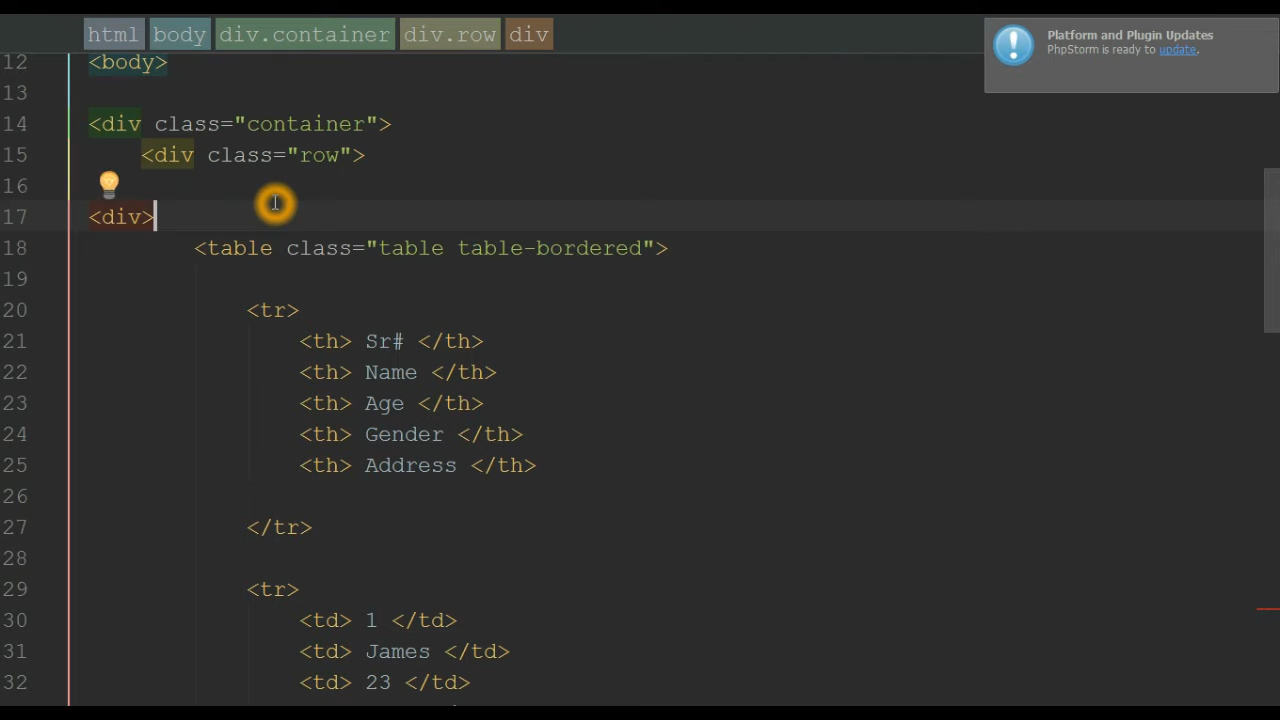 html body div.container div.row div
Platform and Plugin Updates
PhpStorm is ready to update.
12 <body>
13
14 <div class="container">
15 <div class="row">
16
17 <div>
18 <table class="table table-bordered">
19
20 <tr>
21 <th> Sr# </th>
22 <th> Name </th>
23 <th> Age </th>
24 <th> Gender </th>
25 <th> Address </th>
26
27 </tr>
28
29 <tr>
30 <td> 1 </td>
31 <td> James </td>
32 <td> 23 </td>